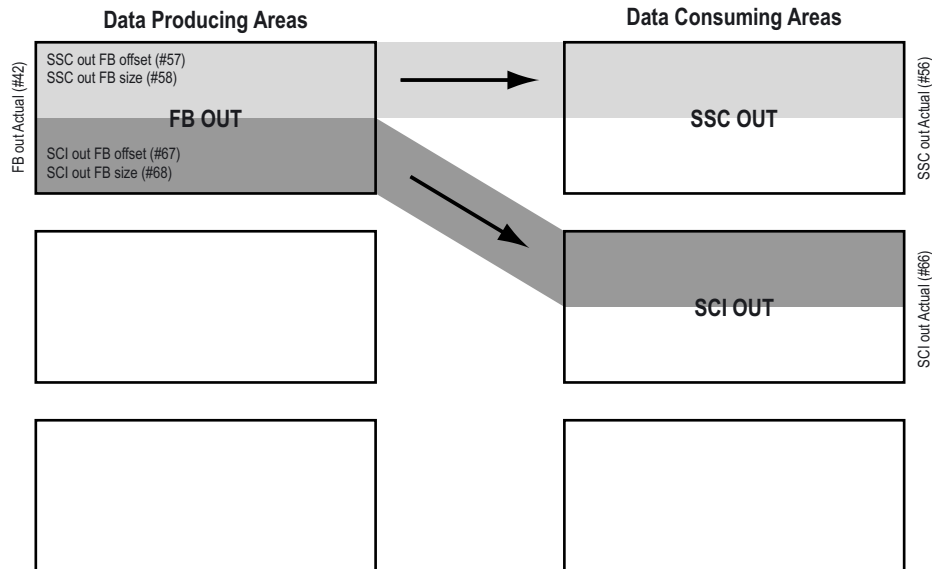 Data Producing Areas
Data Consuming Areas
FB out Actual (#42)
SSC out FB offset (#57)
SSC out FB size (#58)
FB OUT
SCI out FB offset (#67)
SCI out FB size (#68)
SSC OUT
SSC out Actual (#56)
SCI OUT
SCI out Actual (#66)